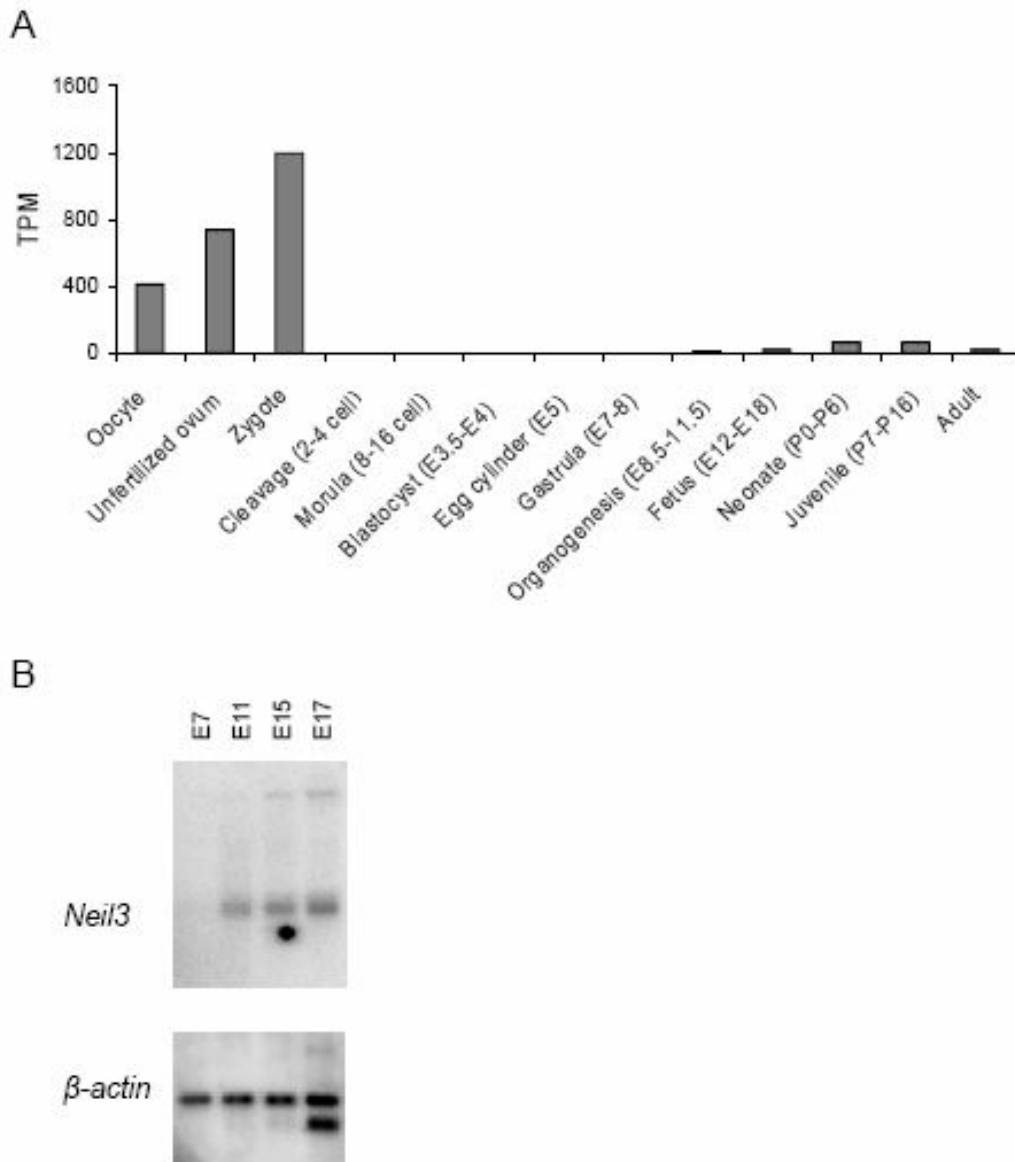 A
1600
1200
800
400
0
TPM
Oocyte
Unfertilized ovum
Zygote
Cleavage (2-4 cell)
Morula (8-16 cell)
Blastocyst (E3.5-E4)
Egg cylinder (E5)
Gastrula (E7-8)
Organogenesis (E8.5-11.5)
Fetus (E12-E18)
Neonate (P0-P6)
Juvenile (P7-P16)
Adult
B
E7 E11 E15 E17
Neil3
β-actin